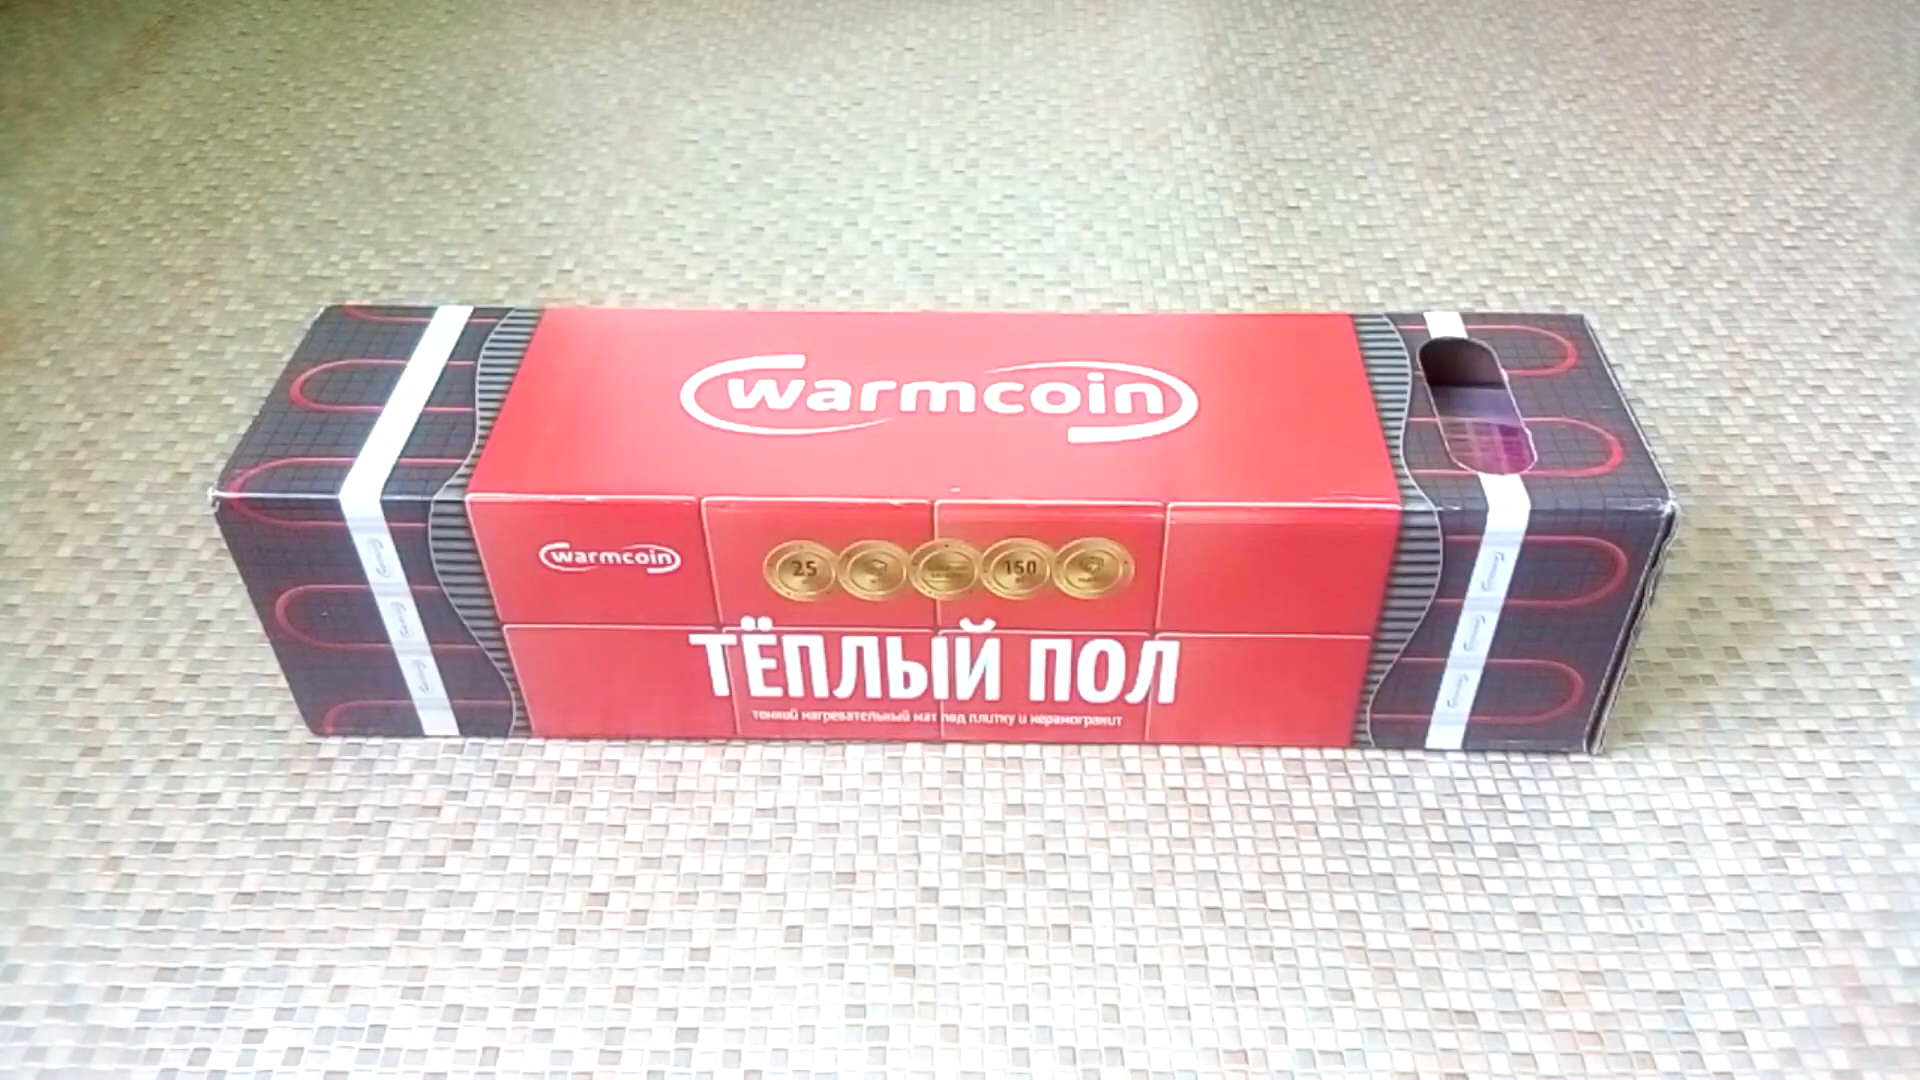 warmcoin
warmcoin
25
150
ТЁПЛЫЙ ПОЛ
тонкий нагревательный мат под плитку и керамогранит